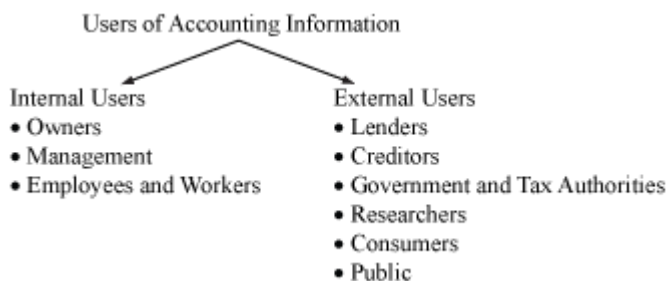 Users of Accounting Information
Internal Users
• Owners
• Management
• Employees and Workers
External Users
• Lenders
• Creditors
• Government and Tax Authorities
• Researchers
• Consumers
• Public